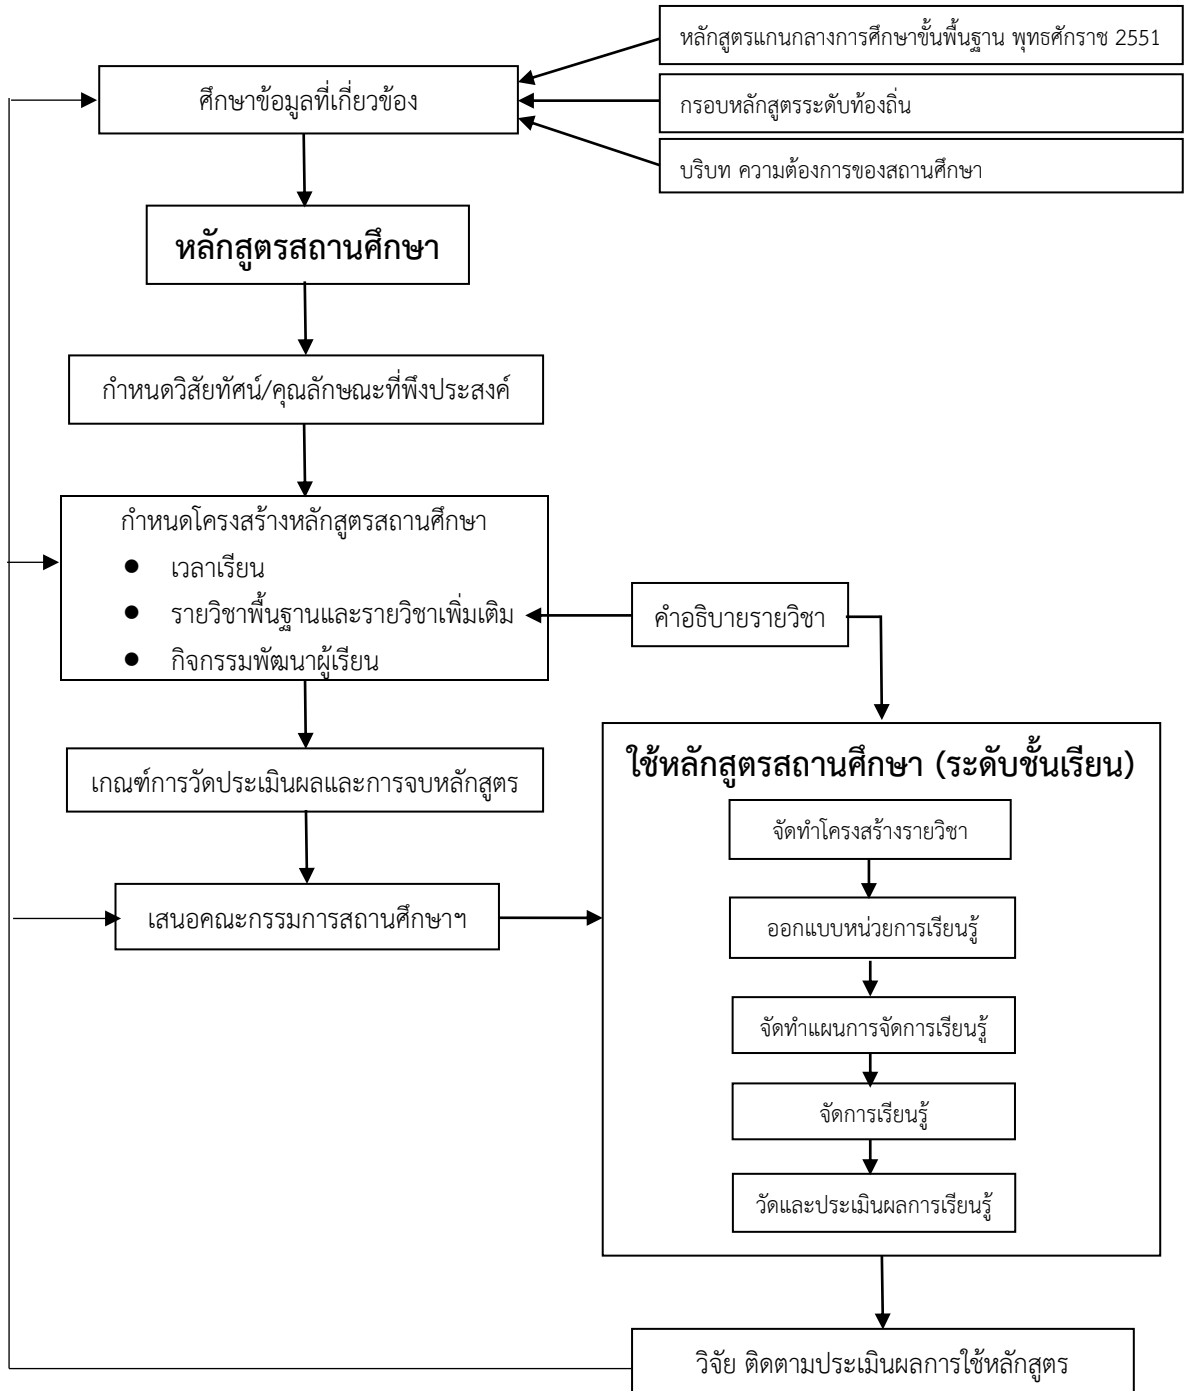 หลักสูตรแกนกลางการศึกษาขั้นพื้นฐาน พุทธศักราช 2551
ศึกษาข้อมูลที่เกี่ยวข้อง
กรอบหลักสูตรระดับท้องถิ่น
บริบท ความต้องการของสถานศึกษา
หลักสูตรสถานศึกษา
กำหนดวิสัยทัศน์/คุณลักษณะที่พึงประสงค์
กำหนดโครงสร้างหลักสูตรสถานศึกษา
● เวลาเรียน
● รายวิชาพื้นฐานและรายวิชาเพิ่มเติม
● กิจกรรมพัฒนาผู้เรียน
คำอธิบายรายวิชา
เกณฑ์การวัดประเมินผลและการจบหลักสูตร
เสนอคณะกรรมการสถานศึกษาฯ
ใช้หลักสูตรสถานศึกษา (ระดับชั้นเรียน)
จัดทำโครงสร้างรายวิชา
ออกแบบหน่วยการเรียนรู้
จัดทำแผนการจัดการเรียนรู้
จัดการเรียนรู้
วัดและประเมินผลการเรียนรู้
วิจัย ติดตามประเมินผลการใช้หลักสูตร